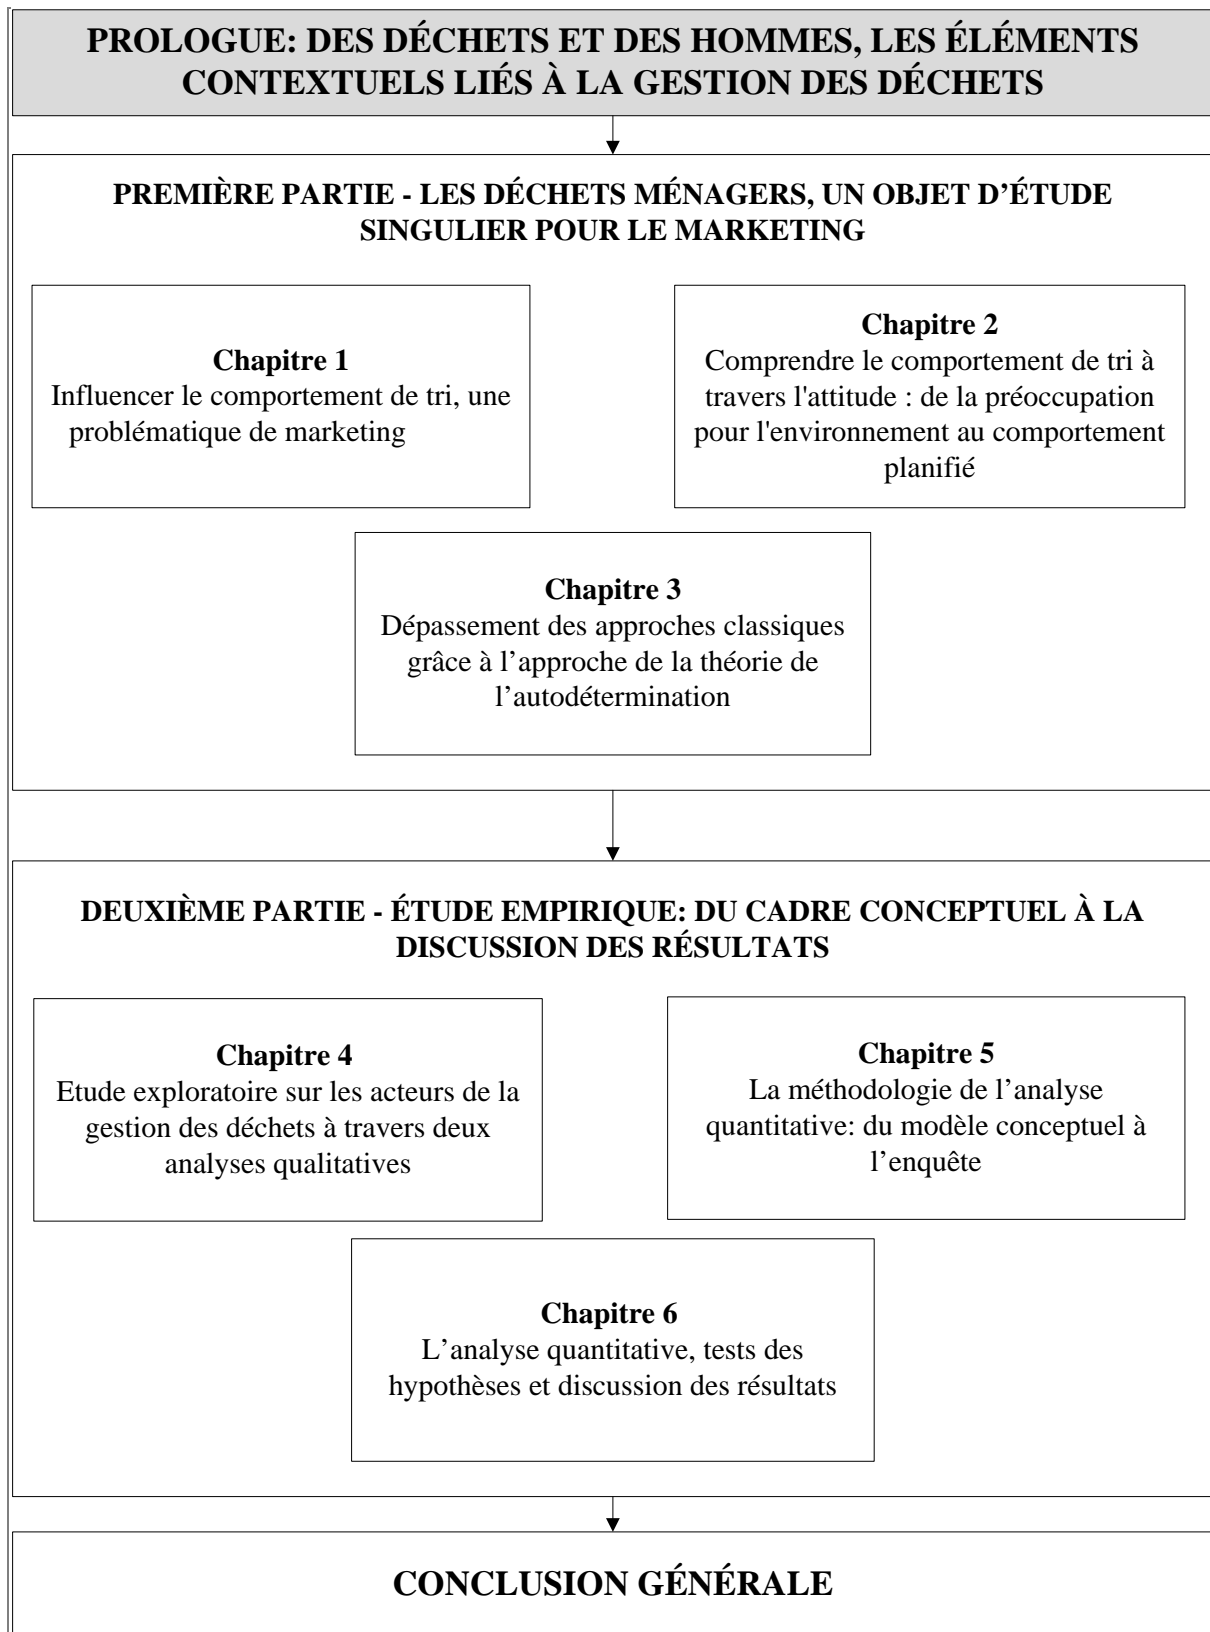 PROLOGUE: DES DÉCHETS ET DES HOMMES, LES ÉLÉMENTS
CONTEXTUELS LIÉS À LA GESTION DES DÉCHETS
PREMIÈRE PARTIE - LES DÉCHETS MÉNAGERS, UN OBJET D’ÉTUDE
SINGULIER POUR LE MARKETING
Chapitre 1
Influencer le comportement de tri, une
problématique de marketing
Chapitre 2
Comprendre le comportement de tri à
travers l'attitude : de la préoccupation
pour l'environnement au comportement
planifié
Chapitre 3
Dépassement des approches classiques
grâce à l’approche de la théorie de
l’autodétermination
DEUXIÈME PARTIE - ÉTUDE EMPIRIQUE: DU CADRE CONCEPTUEL À LA
DISCUSSION DES RÉSULTATS
Chapitre 4
Etude exploratoire sur les acteurs de la
gestion des déchets à travers deux
analyses qualitatives
Chapitre 5
La méthodologie de l’analyse
quantitative: du modèle conceptuel à
l’enquête
Chapitre 6
L’analyse quantitative, tests des
hypothèses et discussion des résultats
CONCLUSION GÉNÉRALE